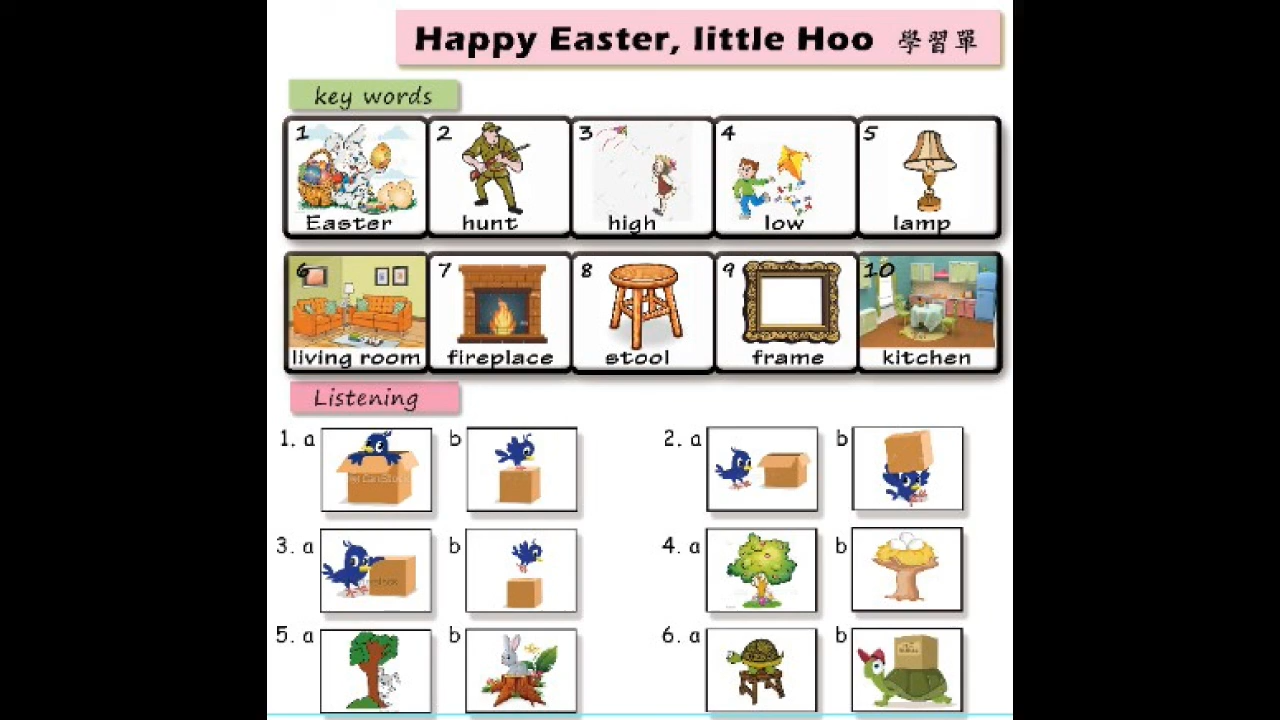 Happy Easter, little Hoo 學習單
key words
1 2 3 4 5
Easter hunt high low lamp
6 7 8 9 10
living room fireplace stool frame kitchen
Listening
1. a b 2. a b
3. a b 4. a b
5. a b 6. a b